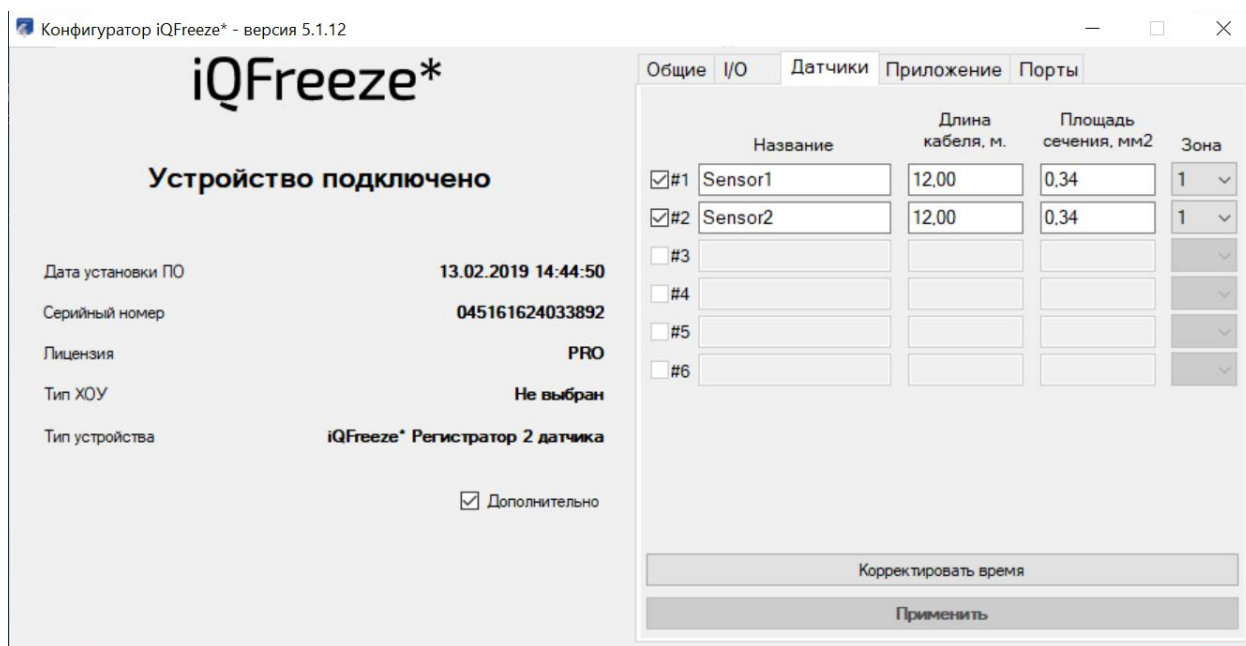 Конфигуратор iQFreeze* - версия 5.1.12
iQFreeze*
Устройство подключено
Дата установки ПО 13.02.2019 14:44:50
Серийный номер 045161624033892
Лицензия PRO
Тип ХОУ Не выбран
Тип устройства iQFreeze* Регистратор 2 датчика
Дополнительно
Общие I/O Датчики Приложение Порты
Название Длина кабеля, м. Площадь сечения, мм2 Зона
#1 Sensor1 12,00 0,34 1
#2 Sensor2 12,00 0,34 1
#3
#4
#5
#6
Корректировать время
Применить